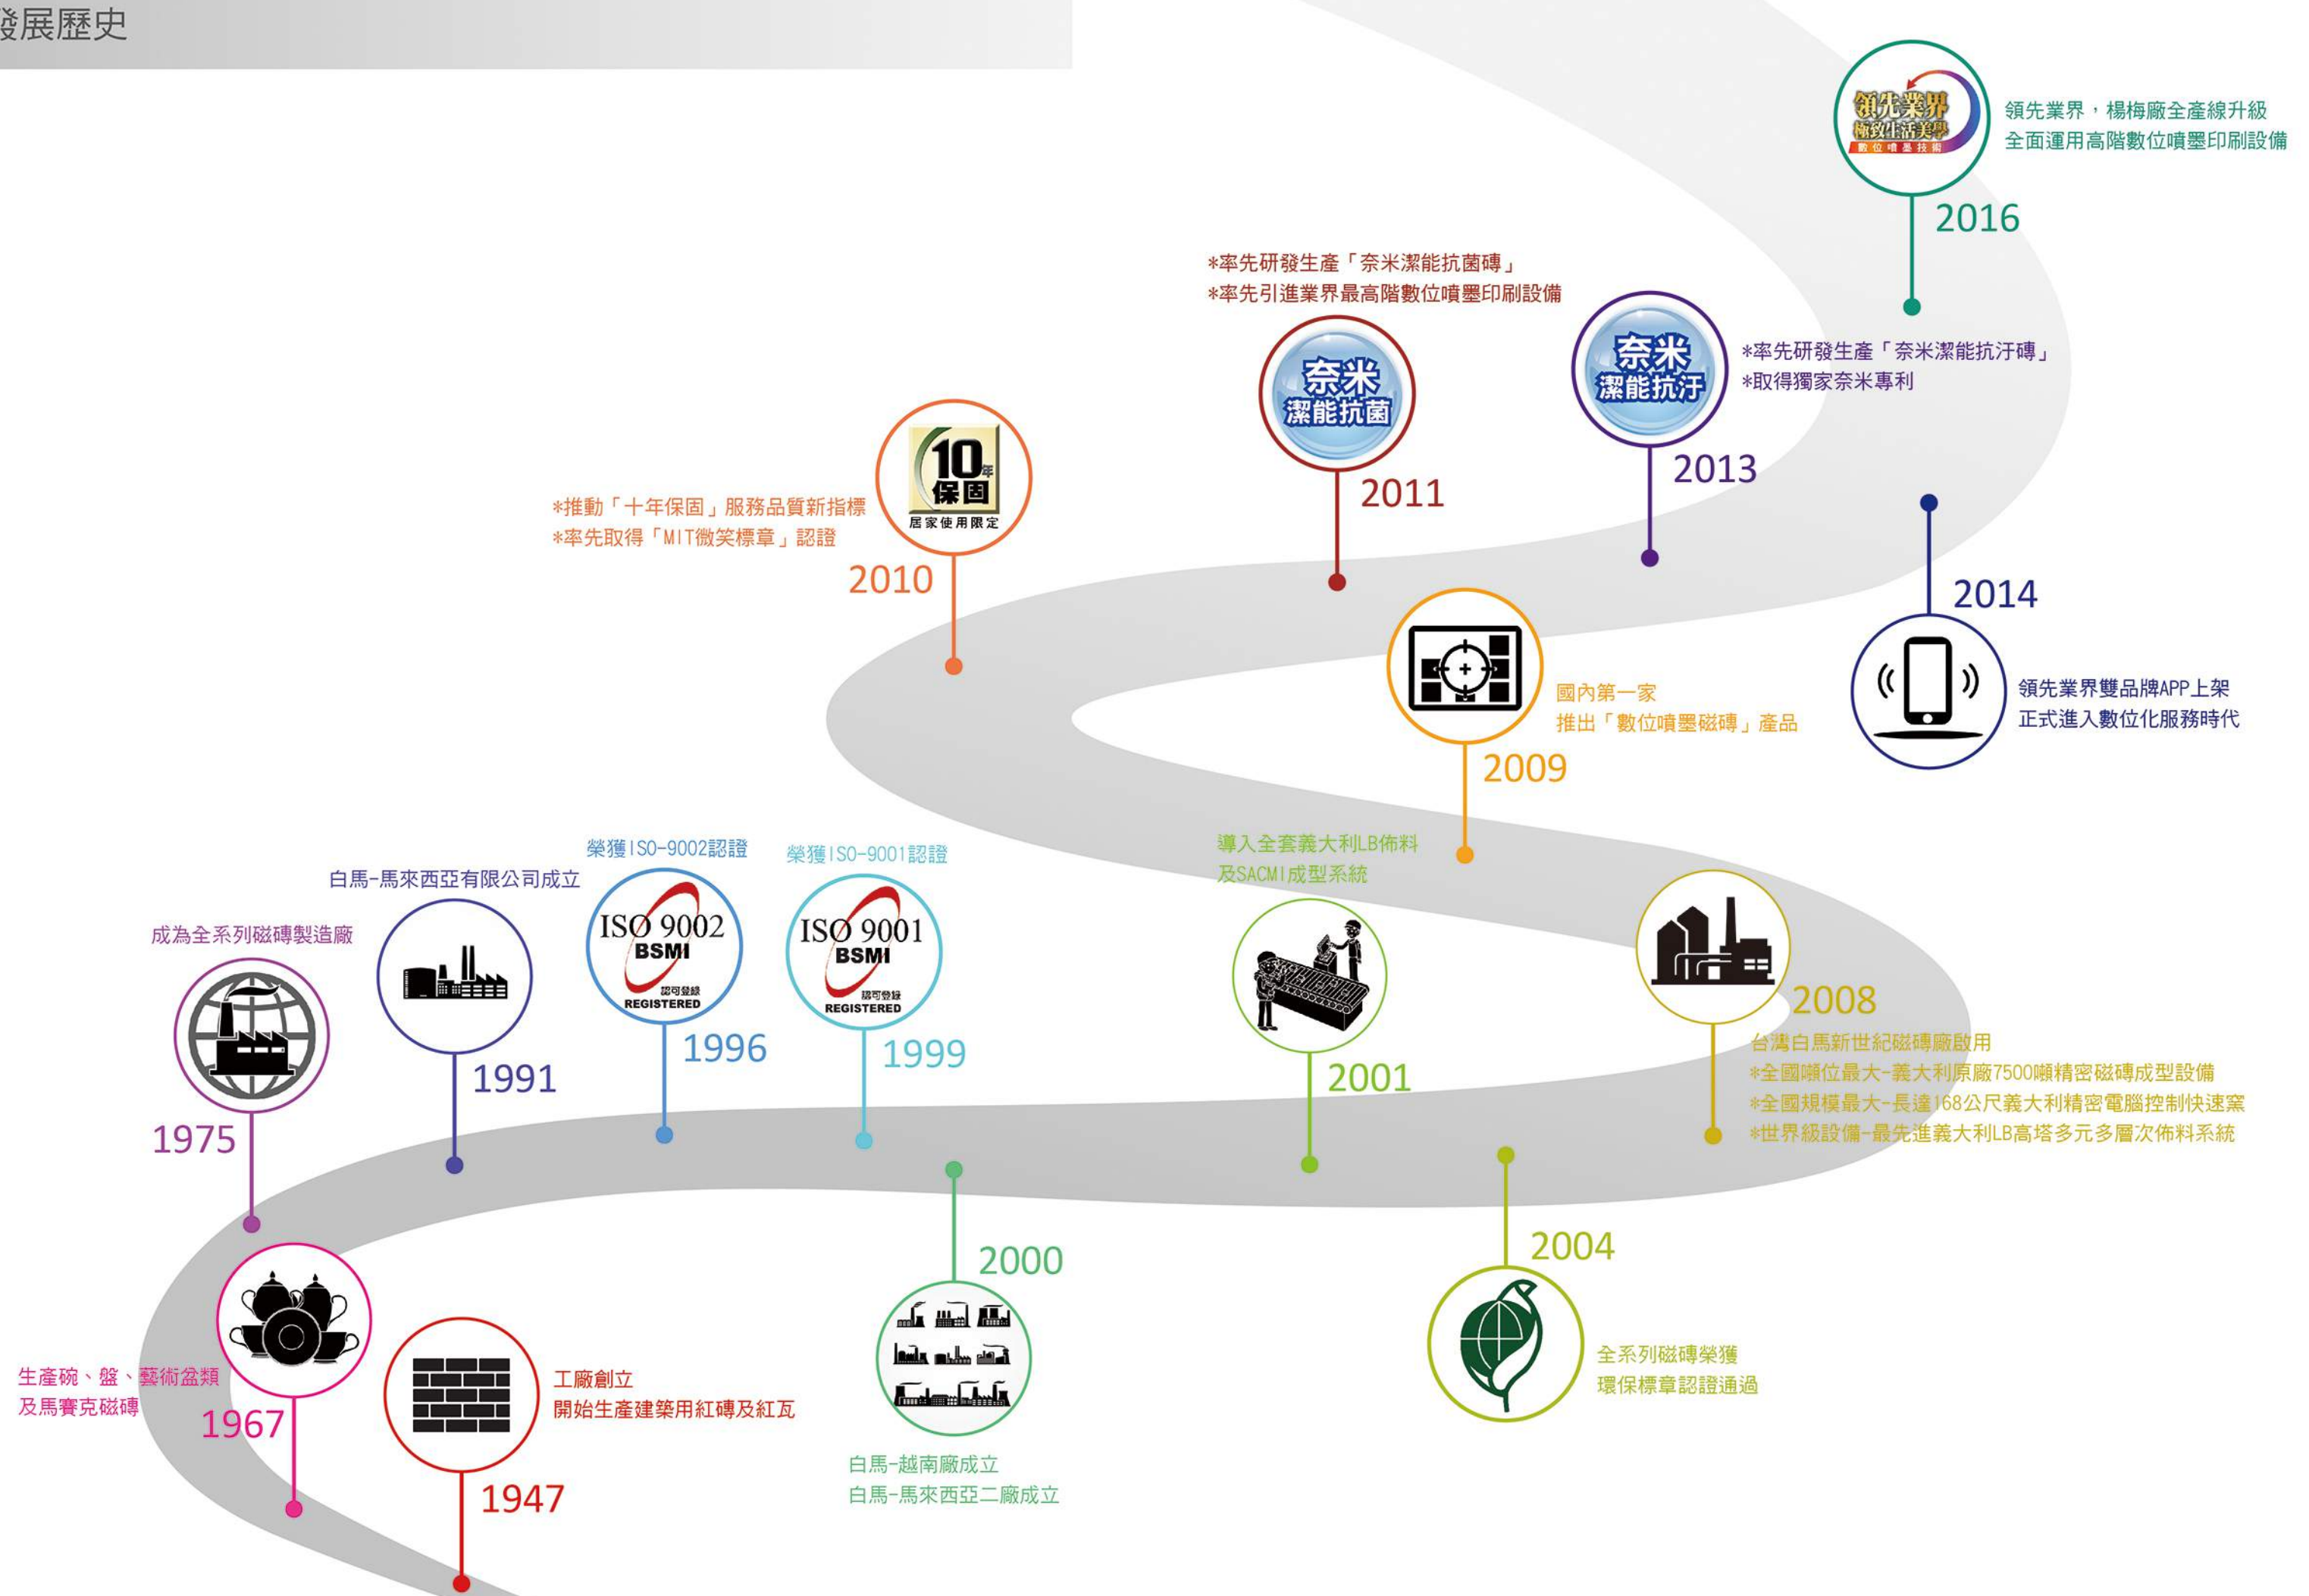 發展歷史
領先業界
極致生活美學
數位噴墨技術
領先業界，楊梅廠全產線升級
全面運用高階數位噴墨印刷設備
2016
*率先研發生產「奈米潔能抗菌磚」
*率先引進業界最高階數位噴墨印刷設備
奈米
潔能抗菌
2011
奈米
潔能抗汙
*率先研發生產「奈米潔能抗汙磚」
*取得獨家奈米專利
2013
10年
保固
居家使用限定
*推動「十年保固」服務品質新指標
*率先取得「MIT微笑標章」認證
2010
2014
領先業界雙品牌APP上架
正式進入數位化服務時代
國內第一家
推出「數位噴墨磁磚」產品
2009
導入全套義大利LB佈料
及SACMI成型系統
2001
2008
台灣白馬新世紀磁磚廠啟用
*全國噸位最大-義大利原廠7500噸精密磁磚成型設備
*全國規模最大-長達168公尺義大利精密電腦控制快速窯
*世界級設備-最先進義大利LB高塔多元多層次佈料系統
榮獲ISO-9002認證
ISO 9002
BSMI
認可登錄
REGISTERED
1996
榮獲ISO-9001認證
ISO 9001
BSMI
認可登錄
REGISTERED
1999
白馬-馬來西亞有限公司成立
1991
成為全系列磁磚製造廠
1975
2000
白馬-越南廠成立
白馬-馬來西亞二廠成立
2004
全系列磁磚榮獲
環保標章認證通過
生產碗、盤、藝術盆類
及馬賽克磁磚
1967
工廠創立
開始生產建築用紅磚及紅瓦
1947